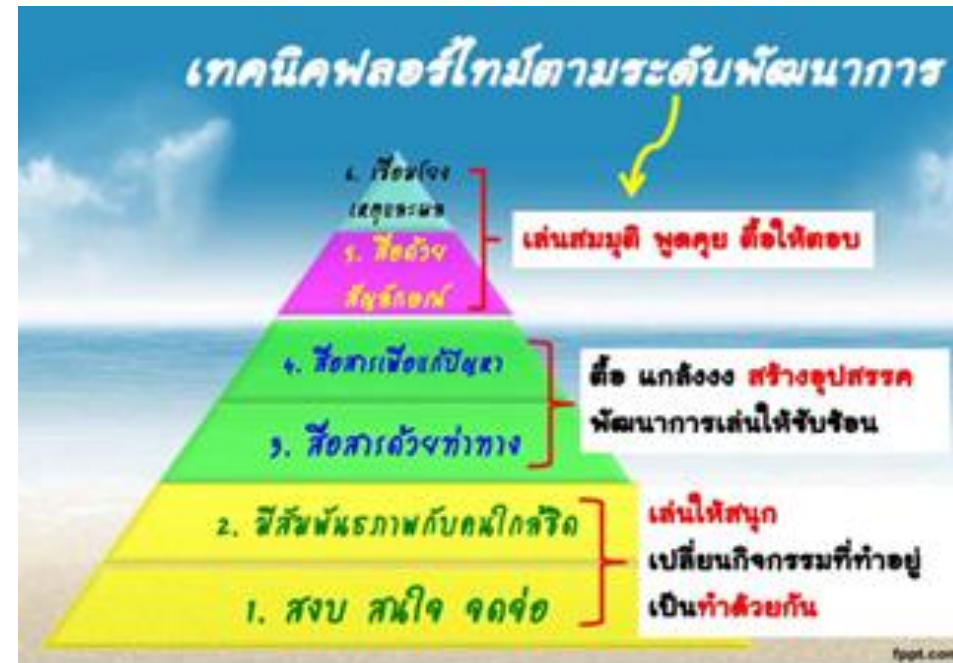 เทคนิคฟลอร์ไทม์ตามระดับพัฒนาการ
6. เชื่อมโยง
เหตุและผล
เล่นสมมุติ พูดคุย ตื๊อให้ตอบ
5. สื่อด้วย
สัญลักษณ์
4. สื่อสารเพื่อแก้ปัญหา
ตื๊อ แกล้งงง สร้างอุปสรรค
พัฒนาการเล่นให้ซับซ้อน
3. สื่อสารด้วยท่าทาง
2. มีสัมพันธภาพกับคนใกล้ชิด
เล่นให้สนุก
เปลี่ยนกิจกรรมที่ทำอยู่
เป็นทำด้วยกัน
1. สงบ สนใจ จดจ่อ
fppt.com